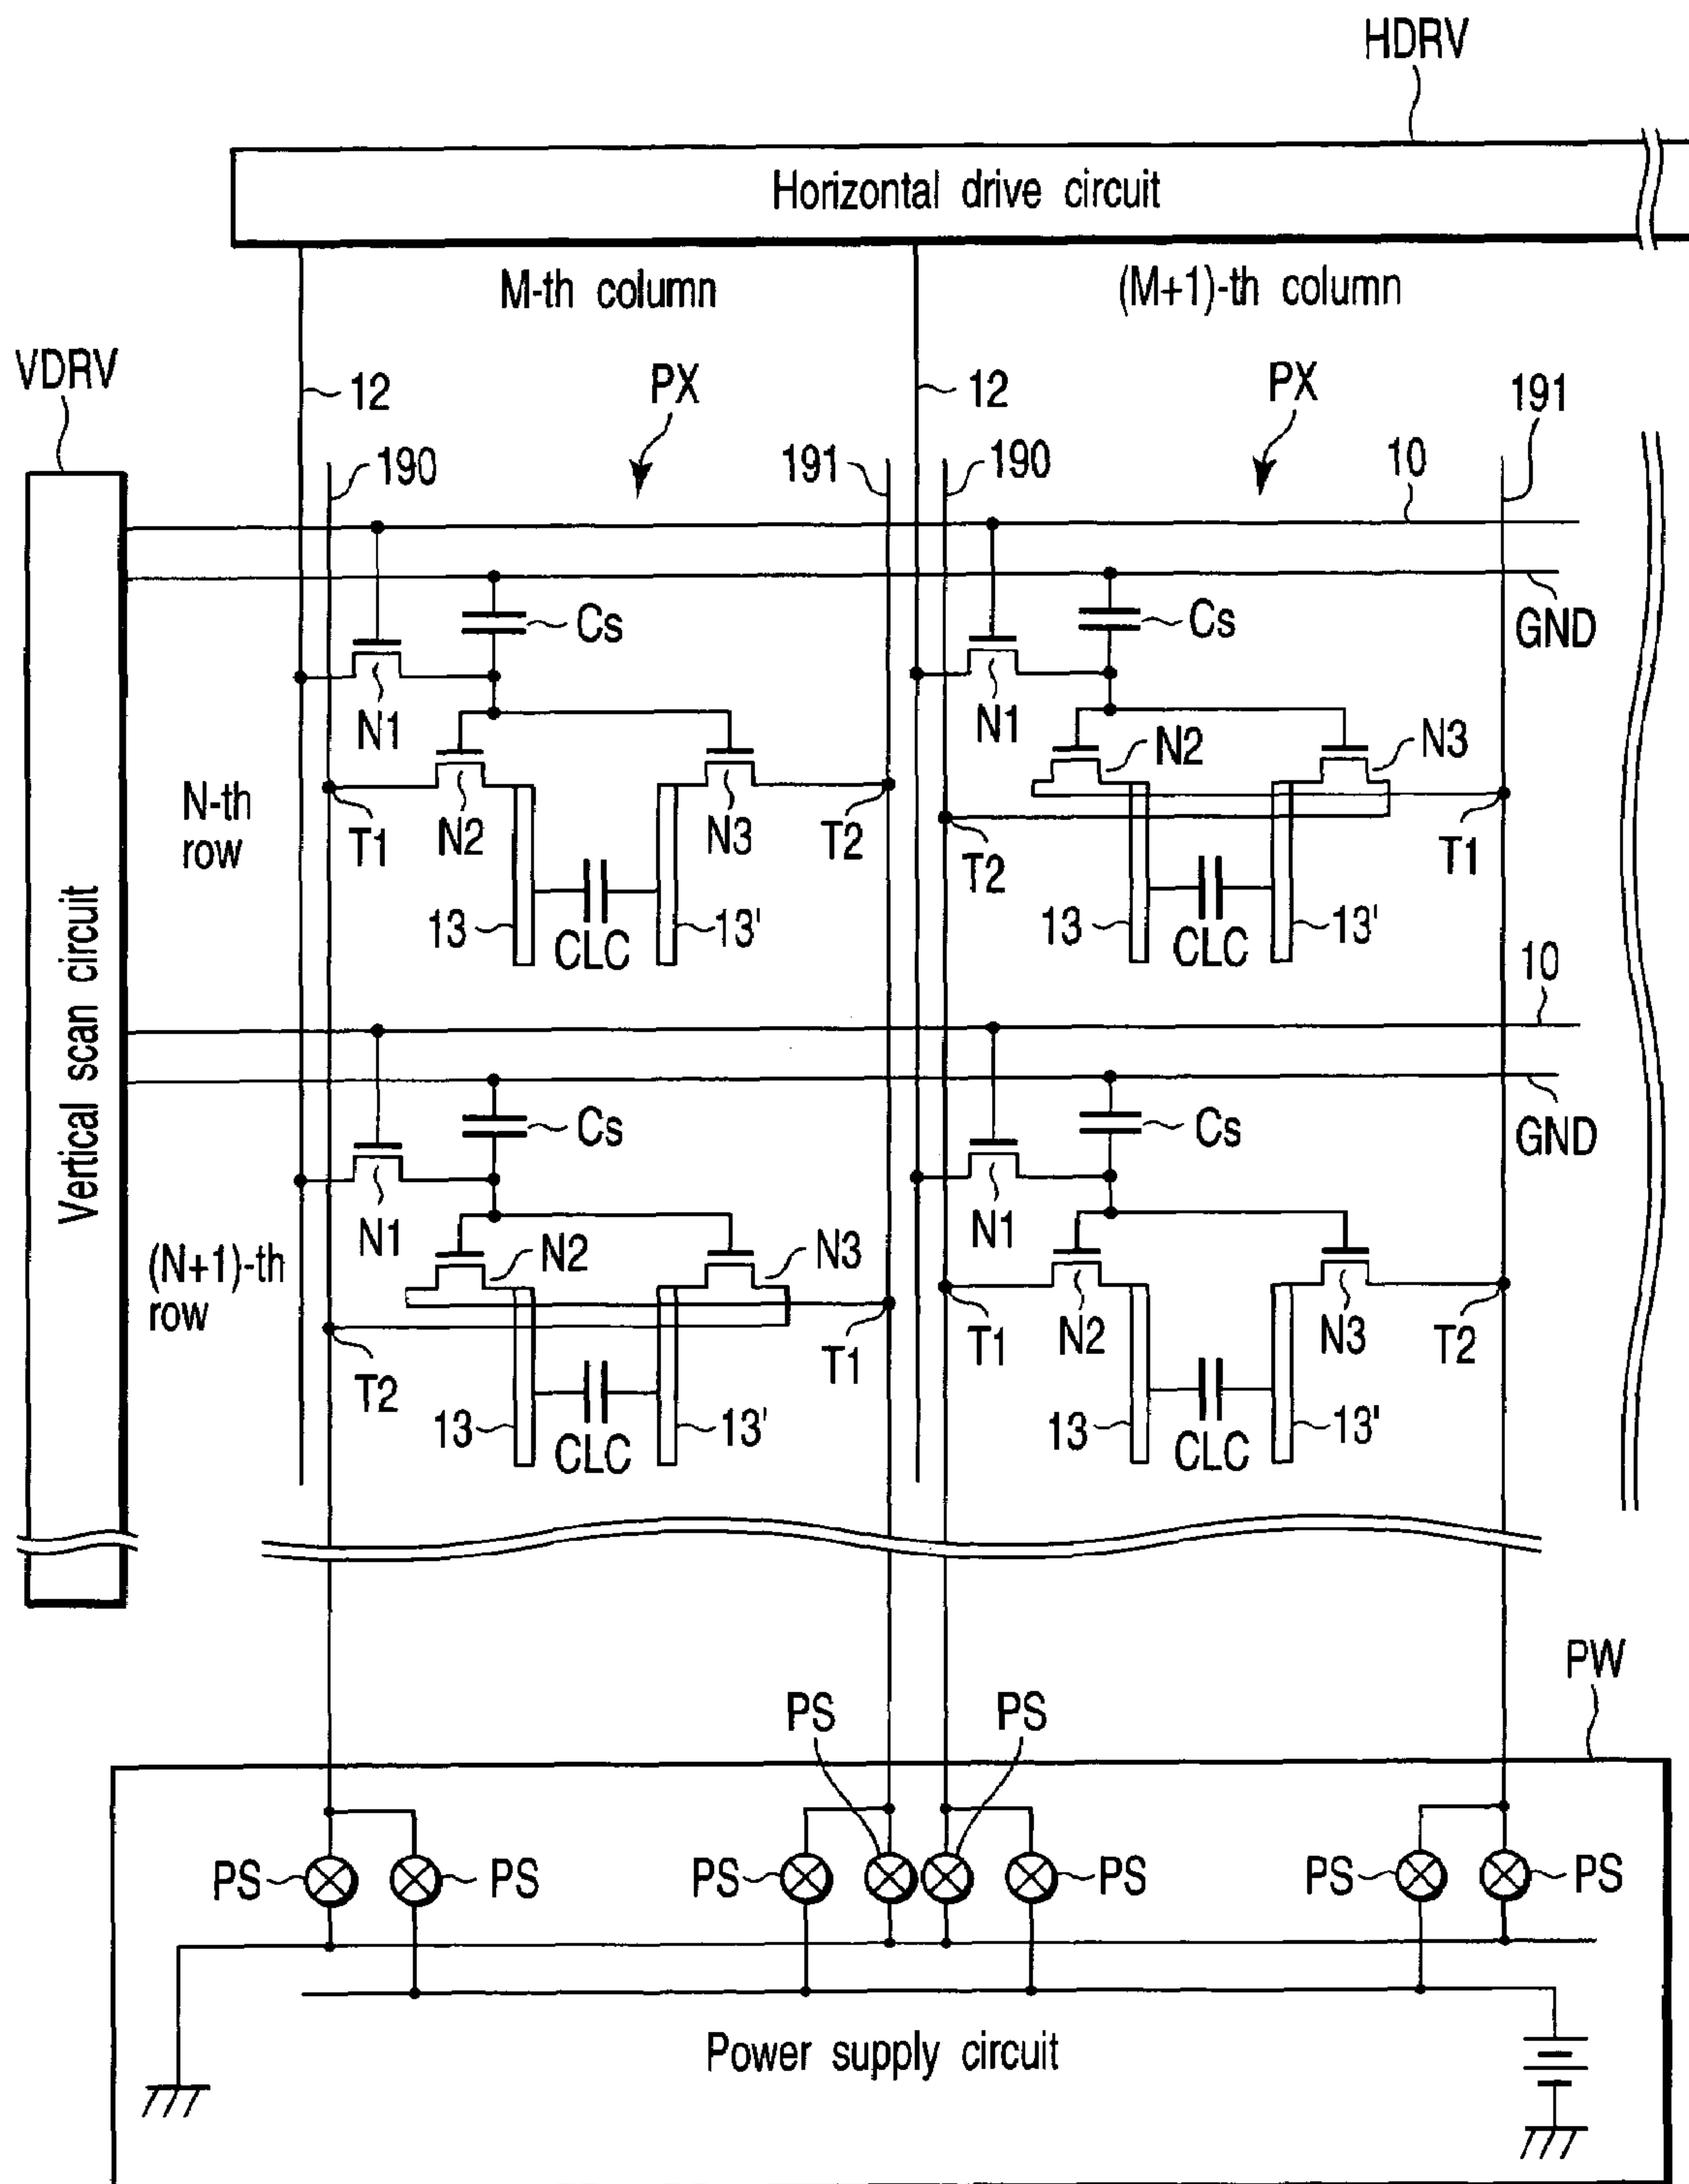 HDRV
Horizontal drive circuit
M-th column
(M+1)-th column
VDRV
12
PX
12
PX
191
190
191
190
10
Cs
Cs
GND
N1
N1
N2
N3
N-th
row
T1
N2
N3
T2
T2
T1
13
CLC
13'
13
CLC
13'
Vertical scan circuit
10
Cs
Cs
GND
N1
N1
N2
N3
(N+1)-th
row
T2
T1
T1
N2
N3
T2
13
CLC
13'
13
CLC
13'
PW
PS
PS
PS
PS
PS
PS
PS
PS
Power supply circuit